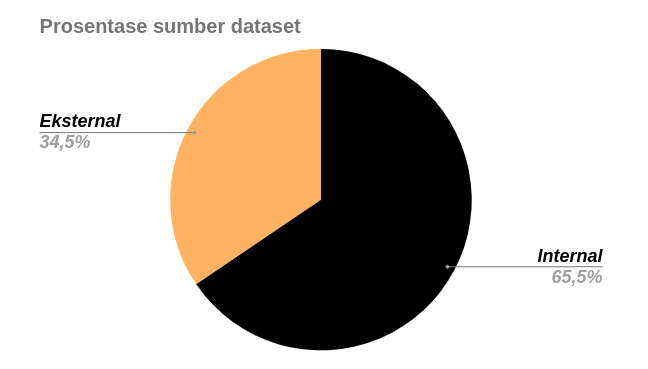 Prosentase sumber dataset
Eksternal
34,5%
Internal
65,5%